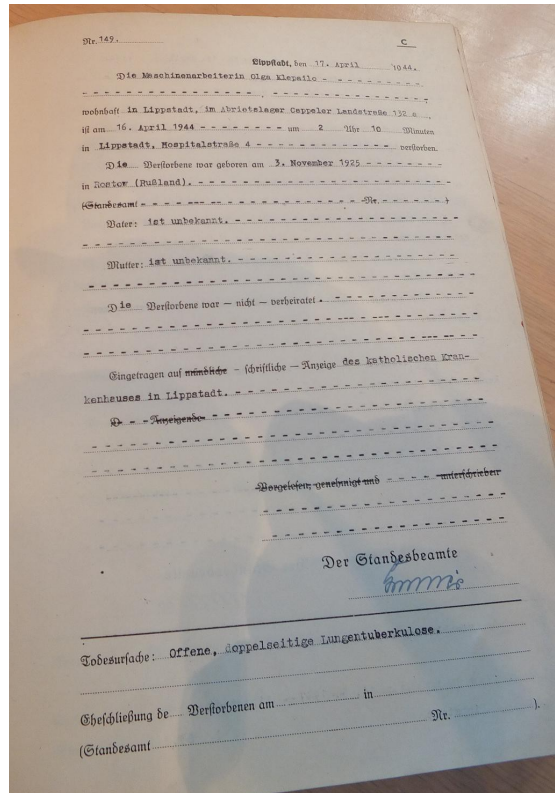 Nr. 149.
C
Lippstadt, den 17. April 1944.
Die Maschinenarbeiterin Olga Klepailo - - - - - - - - -
- - - - - - - - - - - - - - - - - - - - - - - - - - - - ,
wohnhaft in Lippstadt, im Abrietslager Cappeler Landstraße 132 a ,
ist am 16. April 1944 - - - - - - - - um 2 Uhr 10 Minuten
in Lippstadt, Hospitalstraße 4 - - - - - - - - - - - - - - verstorben.
Die Verstorbene war geboren am 3. November 1925 - - - - - - -
in Rostow (Rußland). - - - - - - - - - - - - - - - - - - - -
(Standesamt - - - - --- -- - - - - - - - - - - - - -Nr. - - - - - )
Vater: ist unbekannt. - - - - - - - - - - - - - - - - - -
- - - - - - - - - - - - - - - - - - - - - - - - - - - -
Mutter: ist unbekannt. - - - - - - - - - - - - - - - - - -
- - - - - - - - - - - - - - - - - - - - - - - - - - - -
Die Verstorbene war – nicht – verheiratet . - - - - - - - - - -
- - - - - - - - - - - - - - - - - - --- --- - - - - - -
- - - - - - - - - - - - - - - - - - - - - - - --- -- - -
Eingetragen auf mündliche – schriftliche – Anzeige des katholischen Kran-
kenhauses in Lippstadt. - - - - - - - - - - - - - - - - - -
D - - -Anzeigende- - - - - - - - - - - - - - - - - - - - -
- - - - - - - - - - - - - - - - - - - - - - - - - - - -
- - - - - - - - - - - - - - - - - - - - - - - - - - - -
-Vorgelesen, genehmigt und - - - - - -unterschrieben
- - - - - - - - - - - - - - - - - -
- - - - - - - - - - - - - - - - - -
Der Standesbeamte
Todesursache: Offene, doppelseitige Lungentuberkulose.
Eheschließung de Verstorbenen am in
(Standesamt Nr. ).